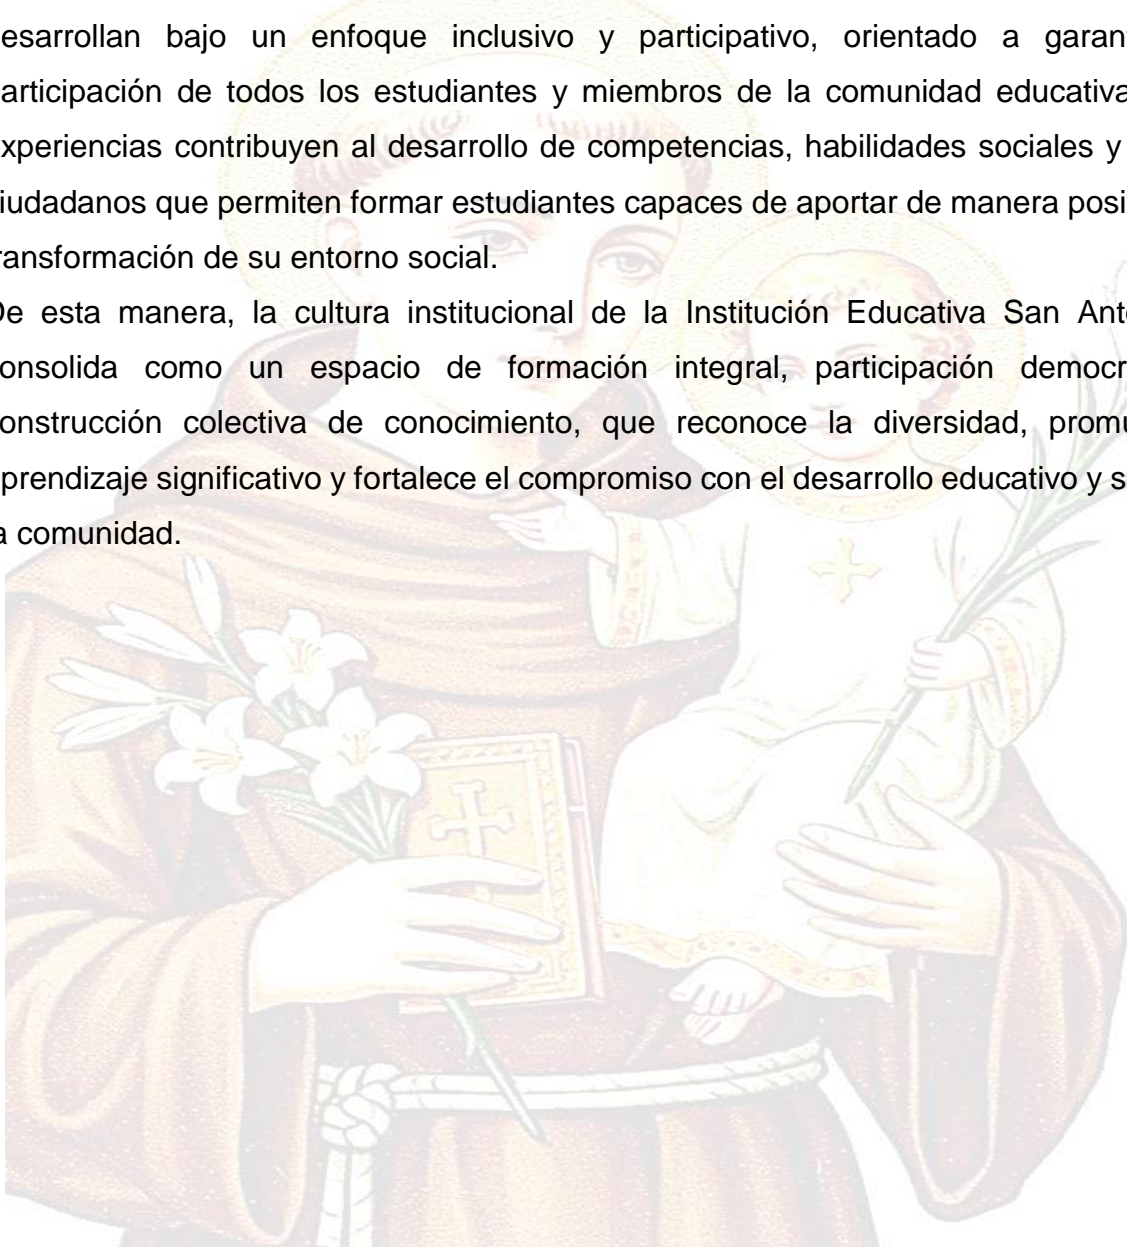 esarrollan bajo un enfoque inclusivo y participativo, orientado a garan
articipación de todos los estudiantes y miembros de la comunidad educativa
xperiencias contribuyen al desarrollo de competencias, habilidades sociales y
iudadanos que permiten formar estudiantes capaces de aportar de manera posi
ransformación de su entorno social.
De esta manera, la cultura institucional de la Institución Educativa San Ant
onsolida como un espacio de formación integral, participación democr
onstrucción colectiva de conocimiento, que reconoce la diversidad, promu
prendizaje significativo y fortalece el compromiso con el desarrollo educativo y s
a comunidad.